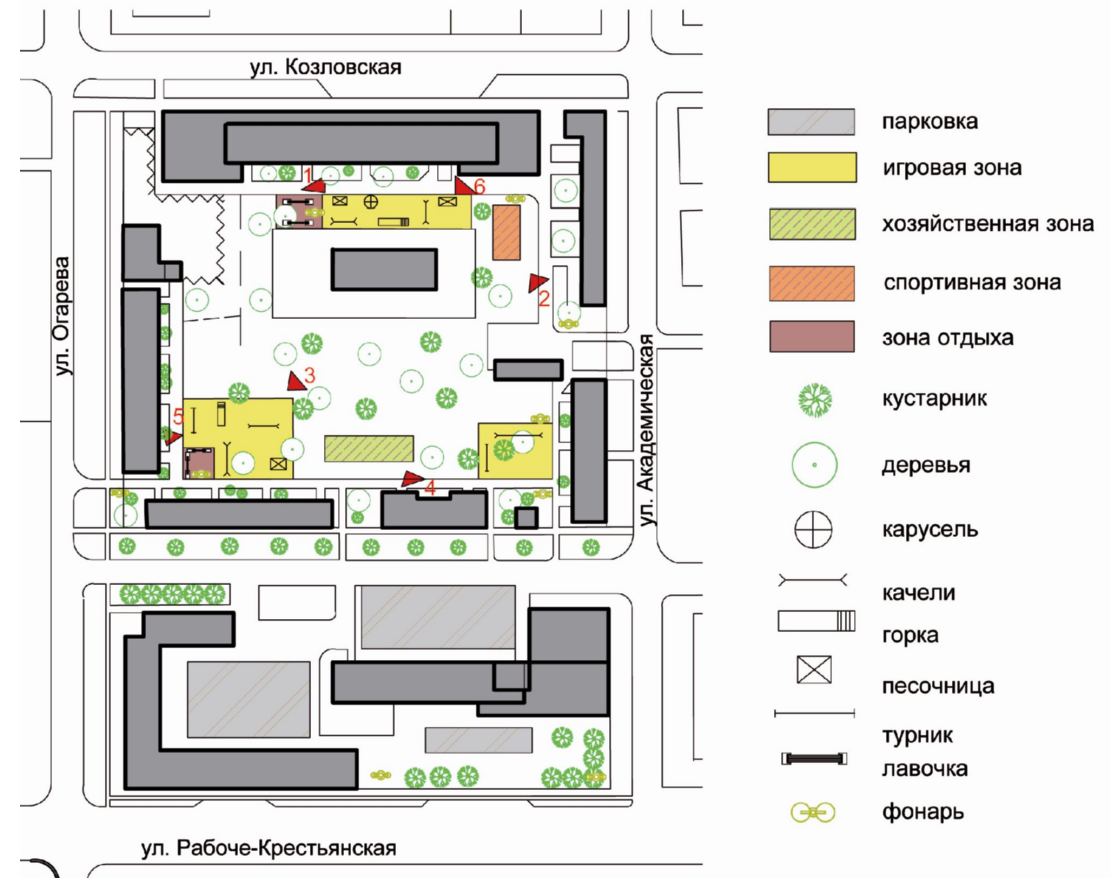 ул. Козловская
1
6
2
ул. Огарева
ул. Академическая
3
5
4
ул. Рабоче-Крестьянская
парковка
игровая зона
хозяйственная зона
спортивная зона
зона отдыха
кустарник
деревья
карусель
качели
горка
песочница
турник
лавочка
фонарь